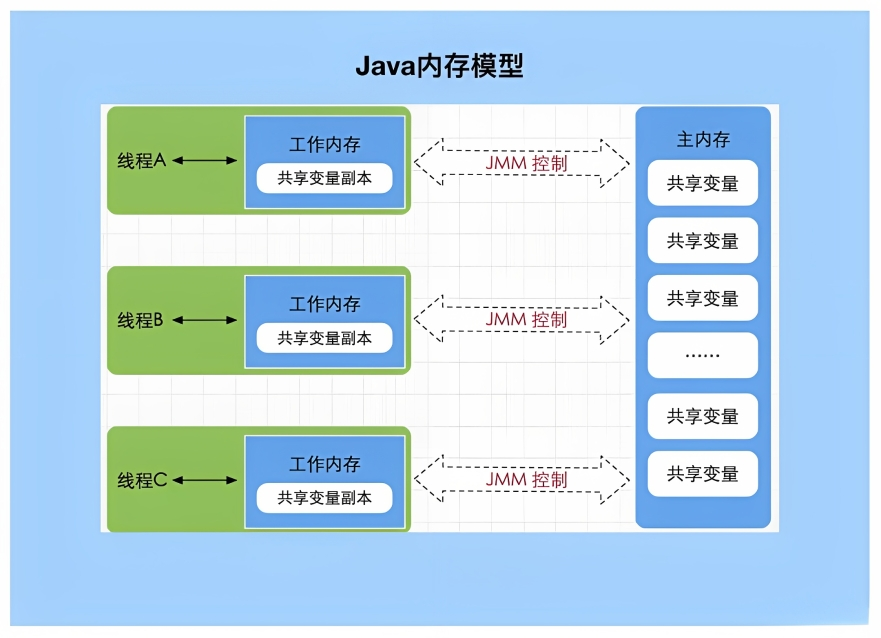 Java内存模型
线程A
工作内存
共享变量副本
JMM 控制
线程B
工作内存
共享变量副本
JMM 控制
线程C
工作内存
共享变量副本
JMM 控制
主内存
共享变量
共享变量
共享变量
……
共享变量
共享变量